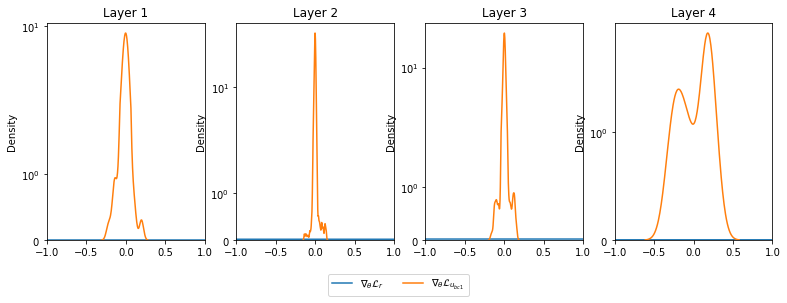 Layer 1 Layer 2 Layer 3 Layer 4
10¹ 10⁰ 0 Density -1.0 -0.5 0.0 0.5 1.0
10¹ 10⁰ 0 Density -1.0 -0.5 0.0 0.5 1.0
10¹ 10⁰ 0 Density -1.0 -0.5 0.0 0.5 1.0
10⁰ 0 Density -1.0 -0.5 0.0 0.5 1.0
∇θℒr ∇θℒu_bc1